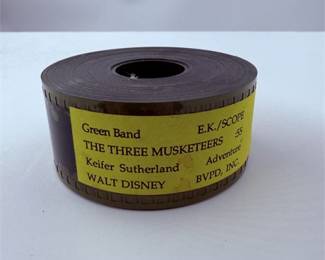 Green Band E.K./SCOPE
THE THREE MUSKETEERS :55
Keifer Sutherland Adventure
WALT DISNEY BVPD, INC.